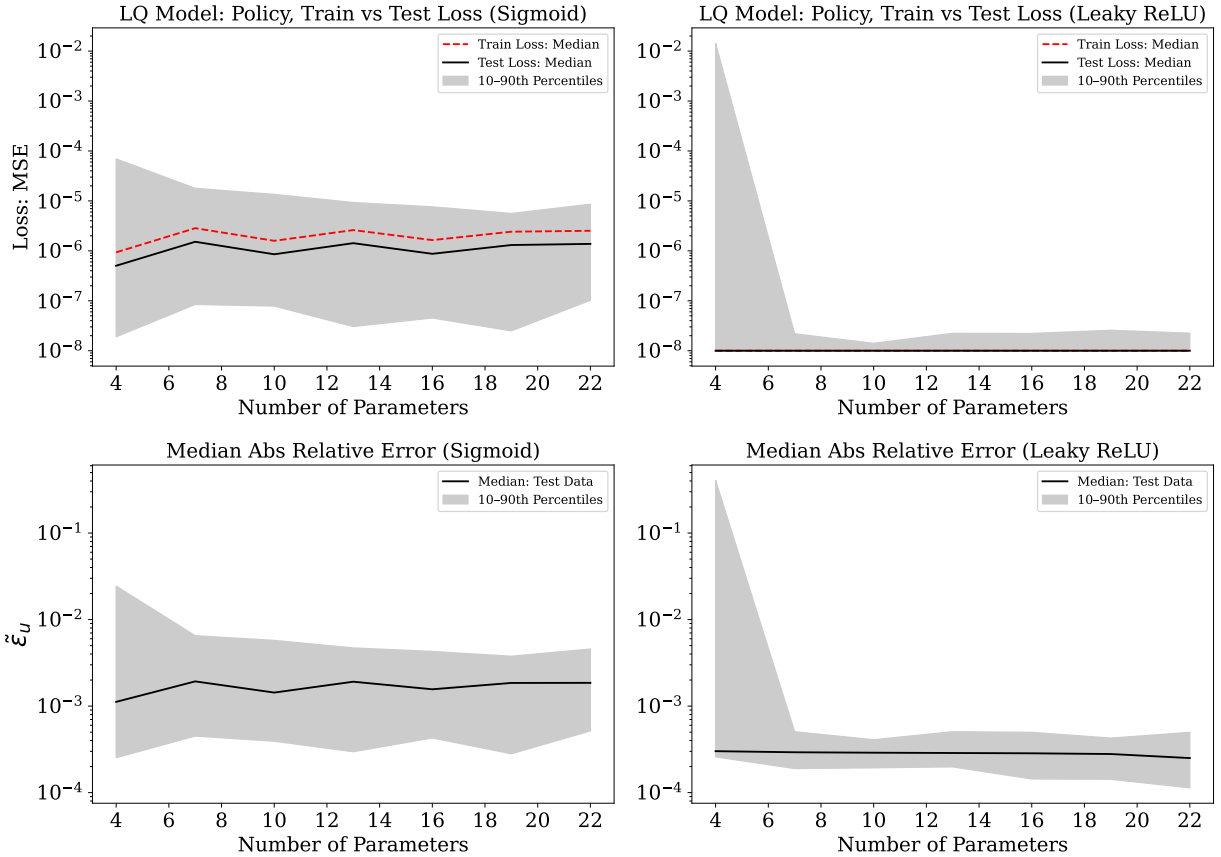 LQ Model: Policy, Train vs Test Loss (Sigmoid)
Loss: MSE
10⁻²
10⁻³
10⁻⁴
10⁻⁵
10⁻⁶
10⁻⁷
10⁻⁸
Train Loss: Median
Test Loss: Median
10–90th Percentiles
4 6 8 10 12 14 16 18 20 22
Number of Parameters
LQ Model: Policy, Train vs Test Loss (Leaky ReLU)
10⁻²
10⁻³
10⁻⁴
10⁻⁵
10⁻⁶
10⁻⁷
10⁻⁸
Train Loss: Median
Test Loss: Median
10–90th Percentiles
4 6 8 10 12 14 16 18 20 22
Number of Parameters
Median Abs Relative Error (Sigmoid)
ε̃ᵤ
10⁻¹
10⁻²
10⁻³
10⁻⁴
Median: Test Data
10–90th Percentiles
4 6 8 10 12 14 16 18 20 22
Number of Parameters
Median Abs Relative Error (Leaky ReLU)
10⁻¹
10⁻²
10⁻³
10⁻⁴
Median: Test Data
10–90th Percentiles
4 6 8 10 12 14 16 18 20 22
Number of Parameters